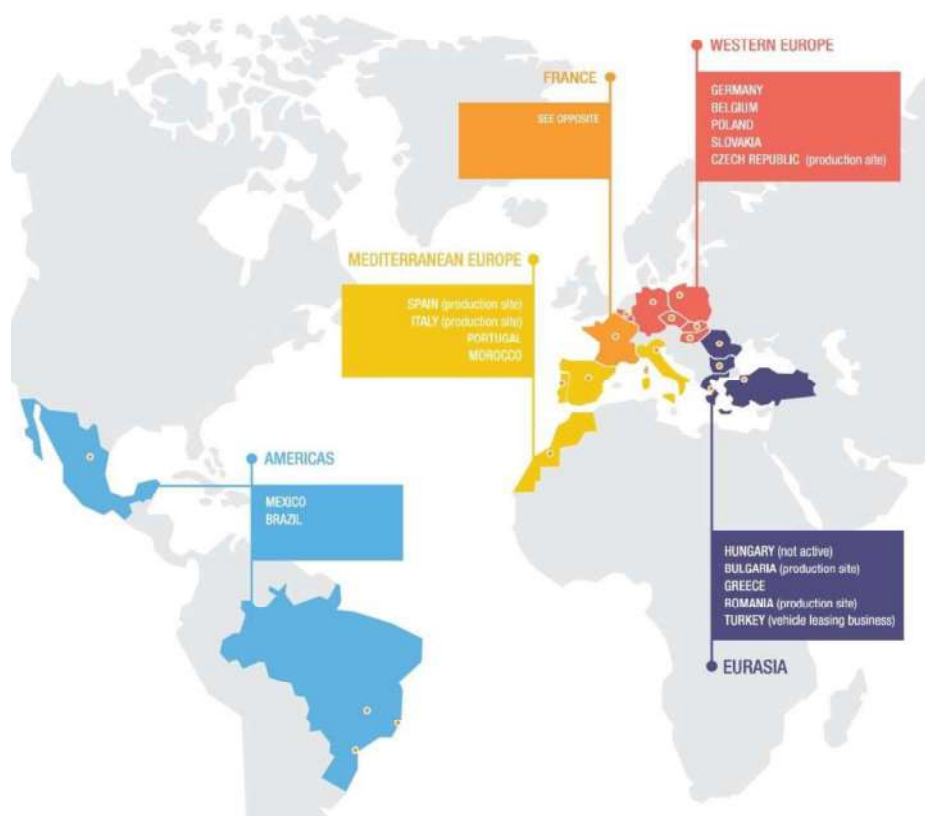 WESTERN EUROPE
GERMANY
BELGIUM
POLAND
SLOVAKIA
CZECH REPUBLIC (production site)
FRANCE
SEE OPPOSITE
MEDITERRANEAN EUROPE
SPAIN (production site)
ITALY (production site)
PORTUGAL
MOROCCO
AMERICAS
MEXICO
BRAZIL
HUNGARY (not active)
BULGARIA (production site)
GREECE
ROMANIA (production site)
TURKEY (vehicle leasing business)
EURASIA